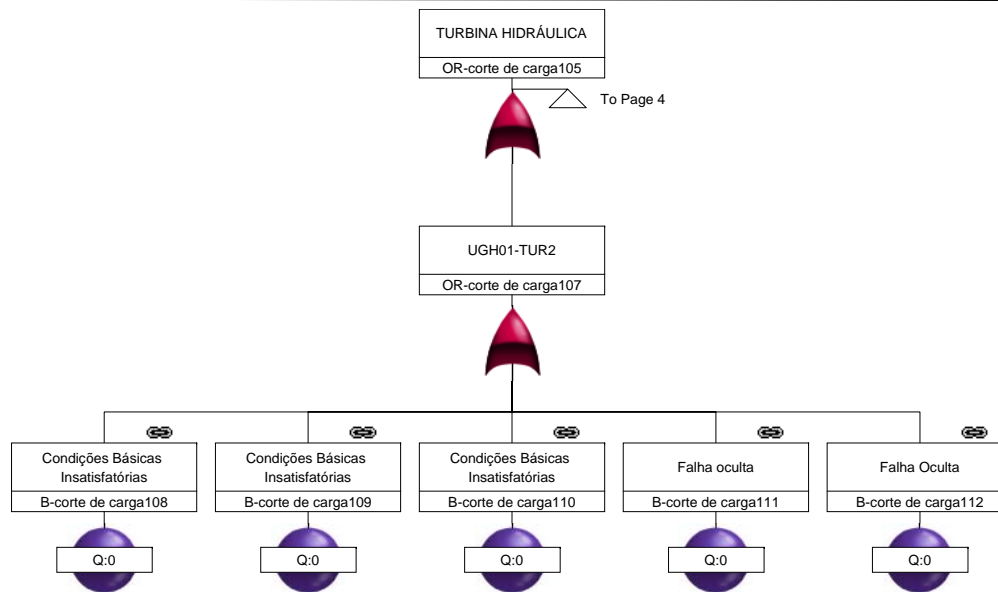 TURBINA HIDRÁULICA
OR-corte de carga105
To Page 4
UGH01-TUR2
OR-corte de carga107
Condições Básicas
Insatisfatórias
B-corte de carga108
Q:0
Condições Básicas
Insatisfatórias
B-corte de carga109
Q:0
Condições Básicas
Insatisfatórias
B-corte de carga110
Q:0
Falha oculta
B-corte de carga111
Q:0
Falha Oculta
B-corte de carga112
Q:0